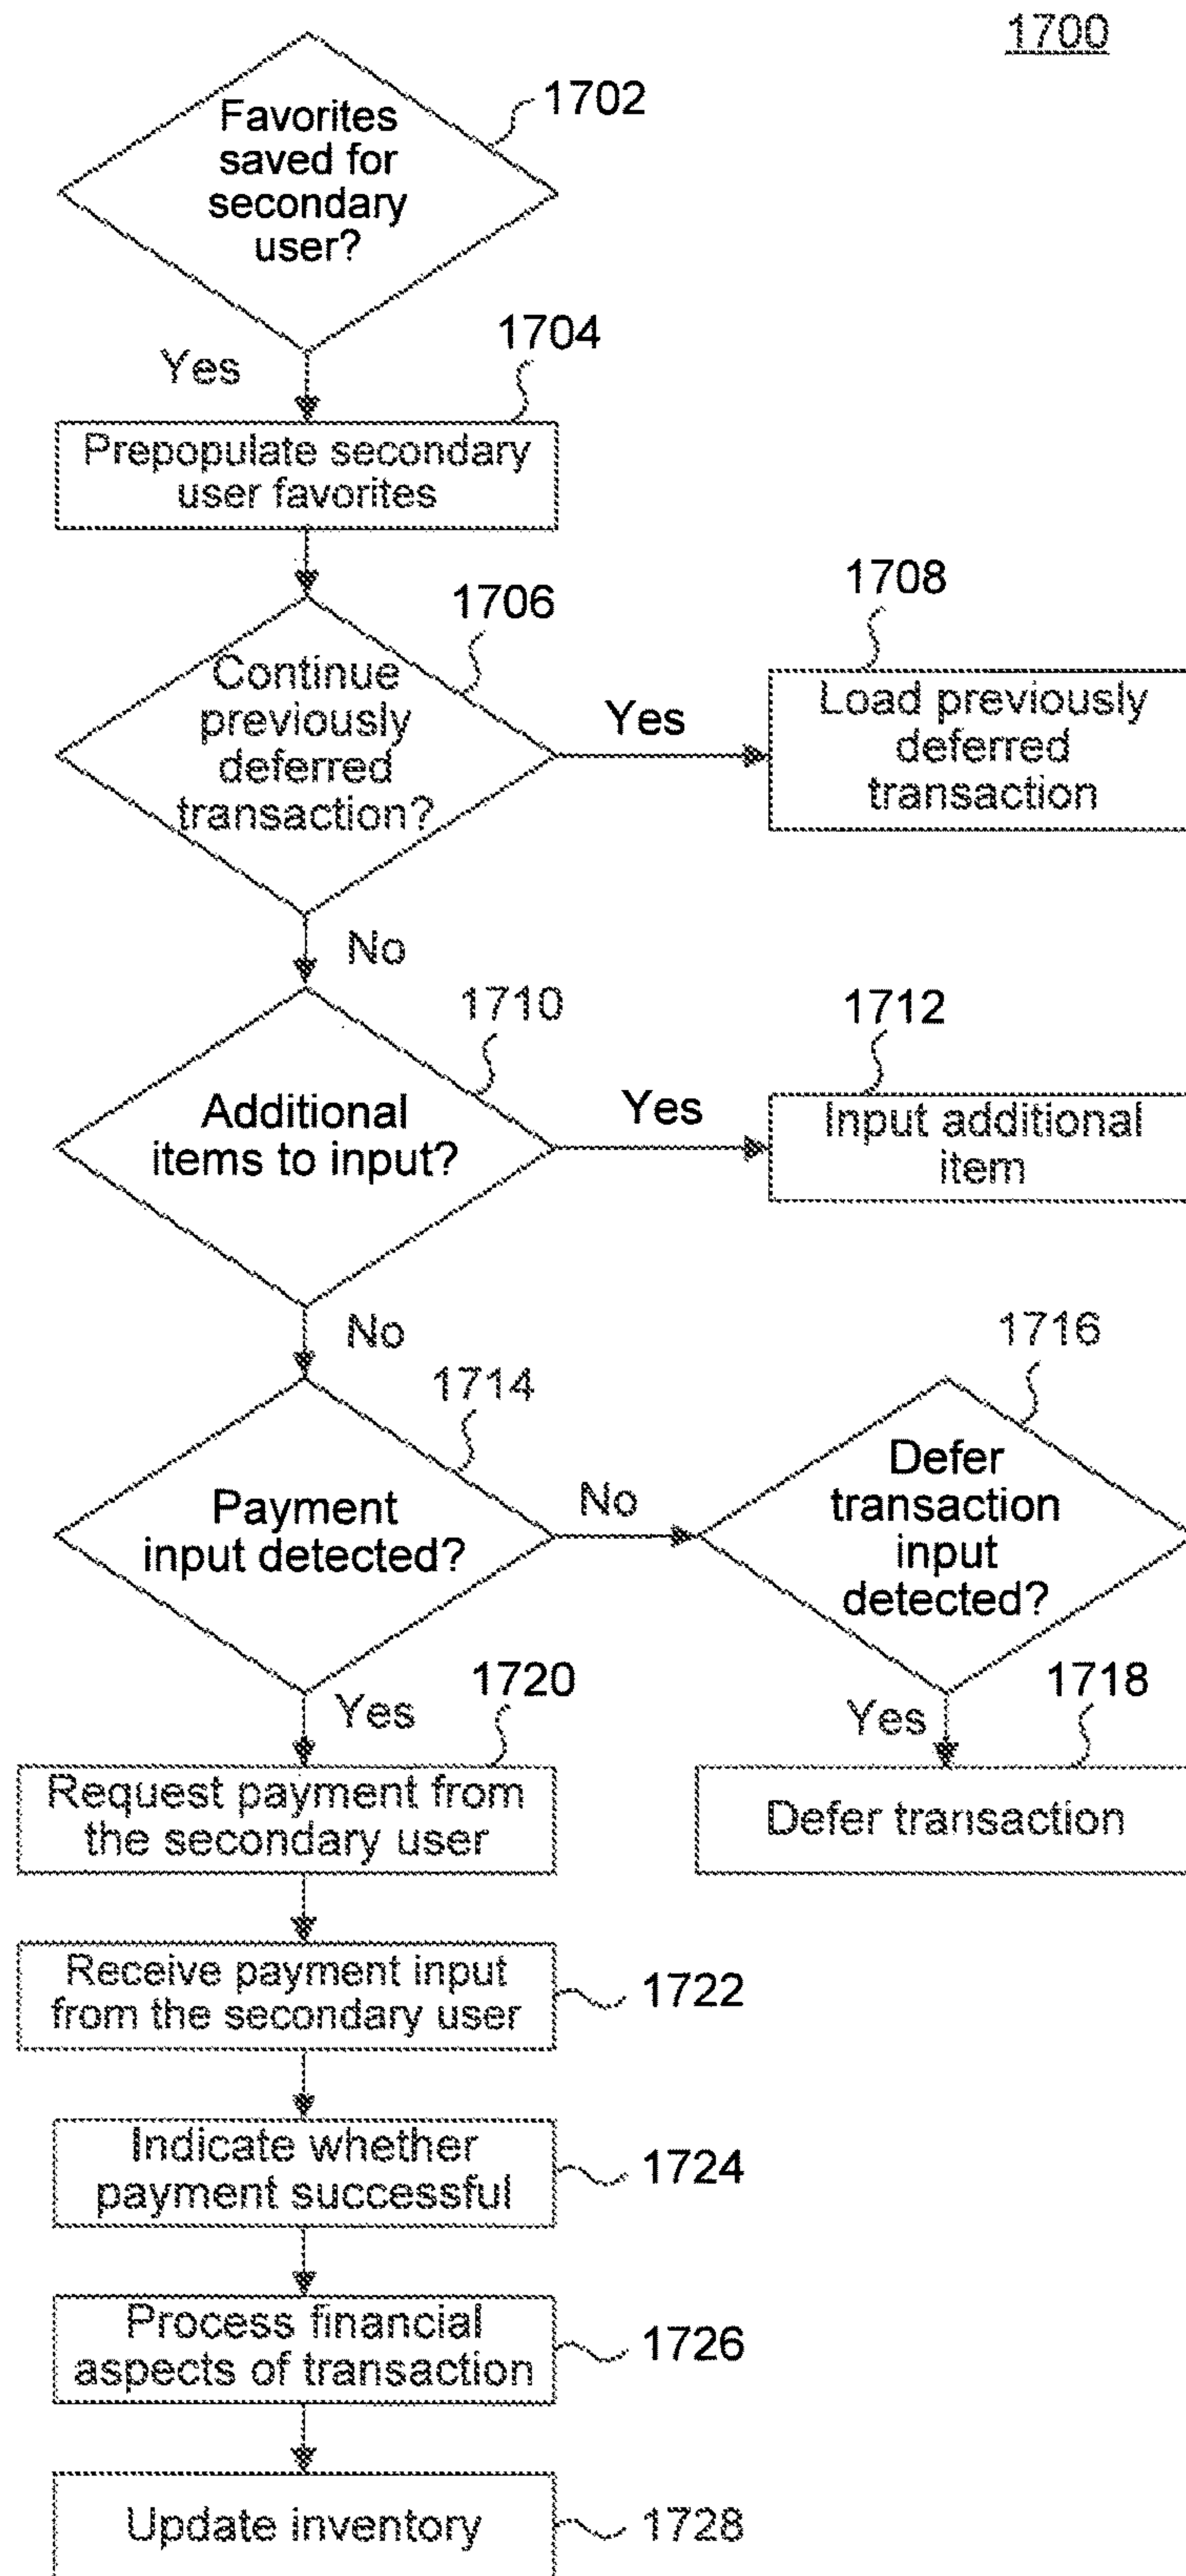 1700
Favorites
saved for
secondary
user?
1702
Yes
1704
Prepopulate secondary
user favorites
1706
Continue
previously
deferred
transaction?
Yes
1708
Load previously
deferred
transaction
No
1710
Additional
items to input?
Yes
1712
Input additional
item
No
1714
Payment
input detected?
No
1716
Defer
transaction
input
detected?
Yes
1720
Request payment from
the secondary user
Yes
1718
Defer transaction
Receive payment input
from the secondary user
1722
Indicate whether
payment successful
1724
Process financial
aspects of transaction
1726
Update inventory
1728